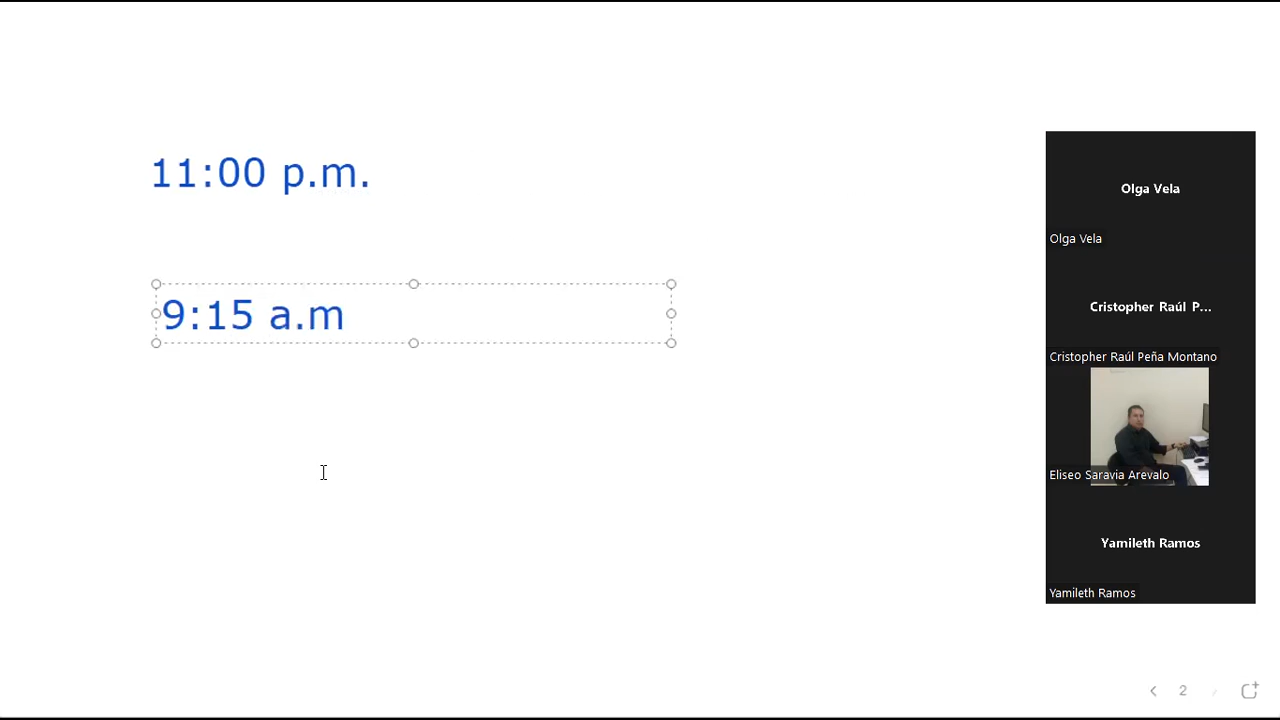 11:00 p.m.
9:15 a.m
Olga Vela
Olga Vela
Cristopher Raúl P...
Cristopher Raúl Peña Montano
Eliseo Saravia Arevalo
Yamileth Ramos
Yamileth Ramos
2